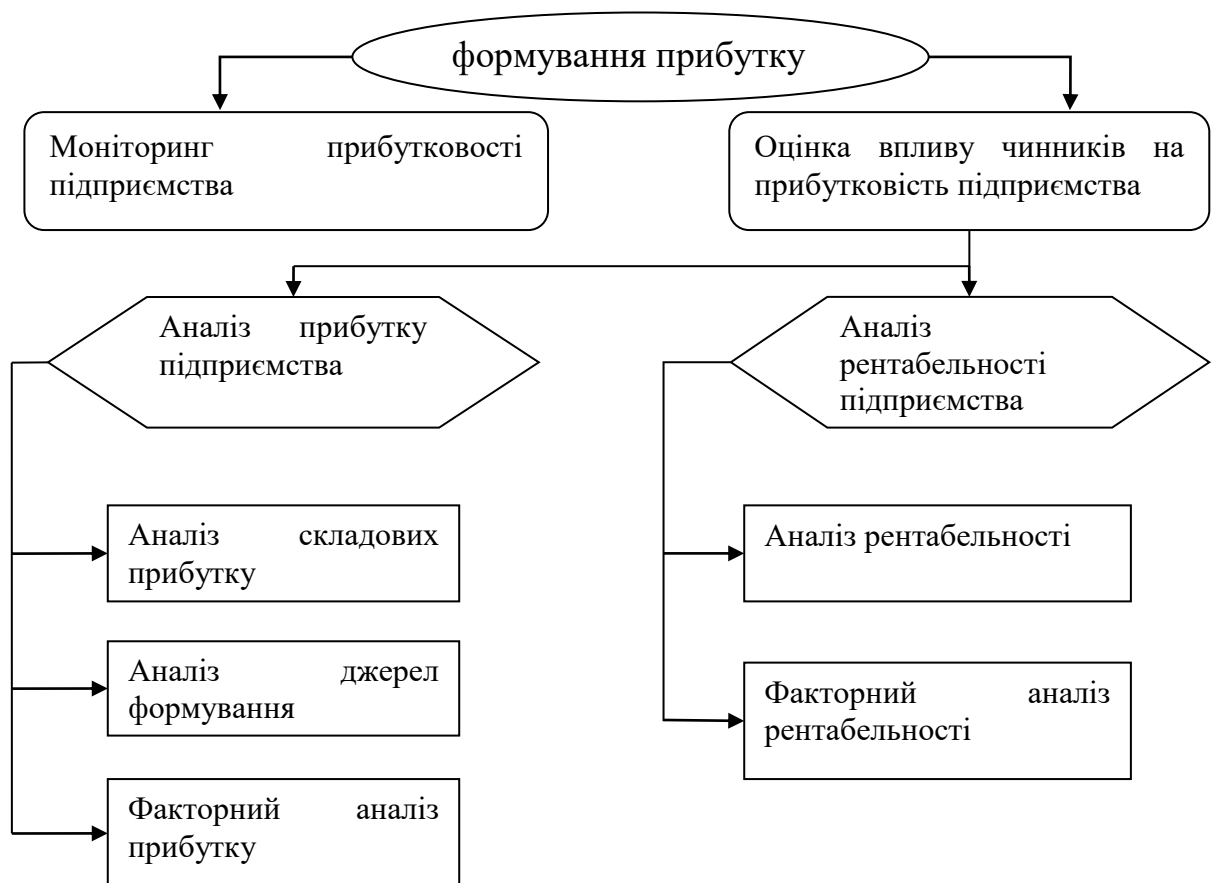 формування прибутку
Моніторинг прибутковості
підприємства
Оцінка впливу чинників на
прибутковість підприємства
Аналіз прибутку
підприємства
Аналіз
рентабельності
підприємства
Аналіз складових
прибутку
Аналіз джерел
формування
Факторний аналіз
прибутку
Аналіз рентабельності
Факторний аналіз
рентабельності